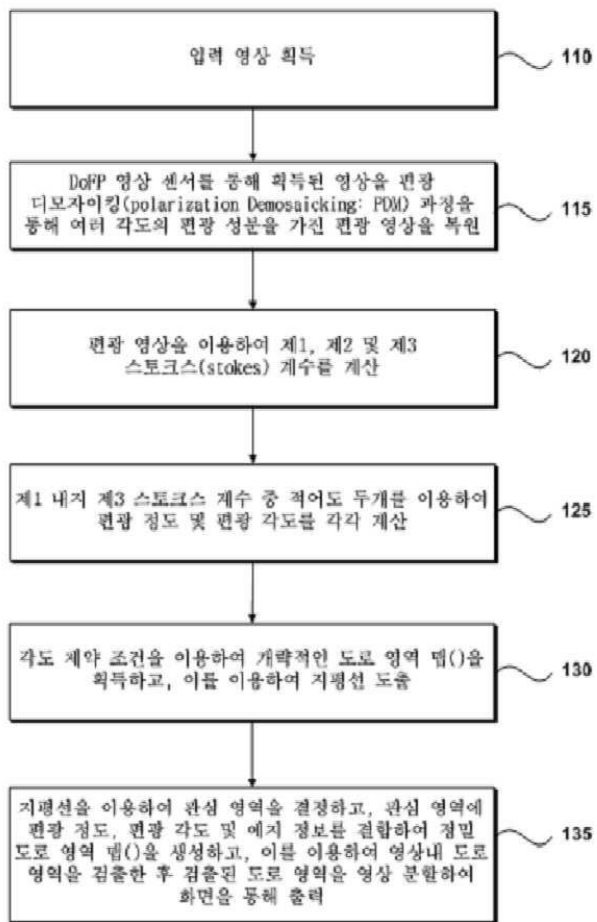 입력 영상 획득
110
DoFP 영상 센서를 통해 획득된 영상을 편광
디모자이킹(polarization Demosaicking: PDM) 과정을
통해 여러 각도의 편광 성분을 가진 편광 영상을 복원
115
편광 영상을 이용하여 제1, 제2 및 제3
스토크스(stokes) 계수를 계산
120
제1 내지 제3 스토크스 계수 중 적어도 두개를 이용하여
편광 정도 및 편광 각도를 각각 계산
125
각도 제약 조건을 이용하여 개략적인 도로 영역 맵()을
획득하고, 이를 이용하여 지평선 도출
130
지평선을 이용하여 관심 영역을 결정하고, 관심 영역에
편광 정도, 편광 각도 및 에지 정보를 결합하여 정밀
도로 영역 맵()을 생성하고, 이를 이용하여 영상내 도로
영역을 검출한 후 검출된 도로 영역을 영상 분할하여
화면을 통해 출력
135